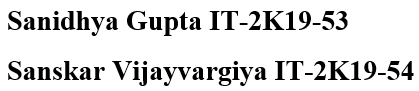 Sanidhya Gupta IT-2K19-53
Sanskar Vijayvargiya IT-2K19-54